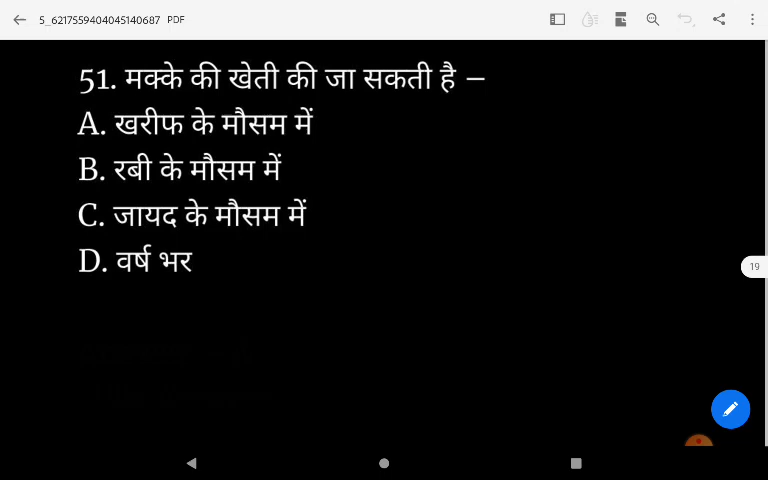 5_6217559404045140687 PDF
51. मक्के की खेती की जा सकती है –
A. खरीफ के मौसम में
B. रबी के मौसम में
C. जायद के मौसम में
D. वर्ष भर
19